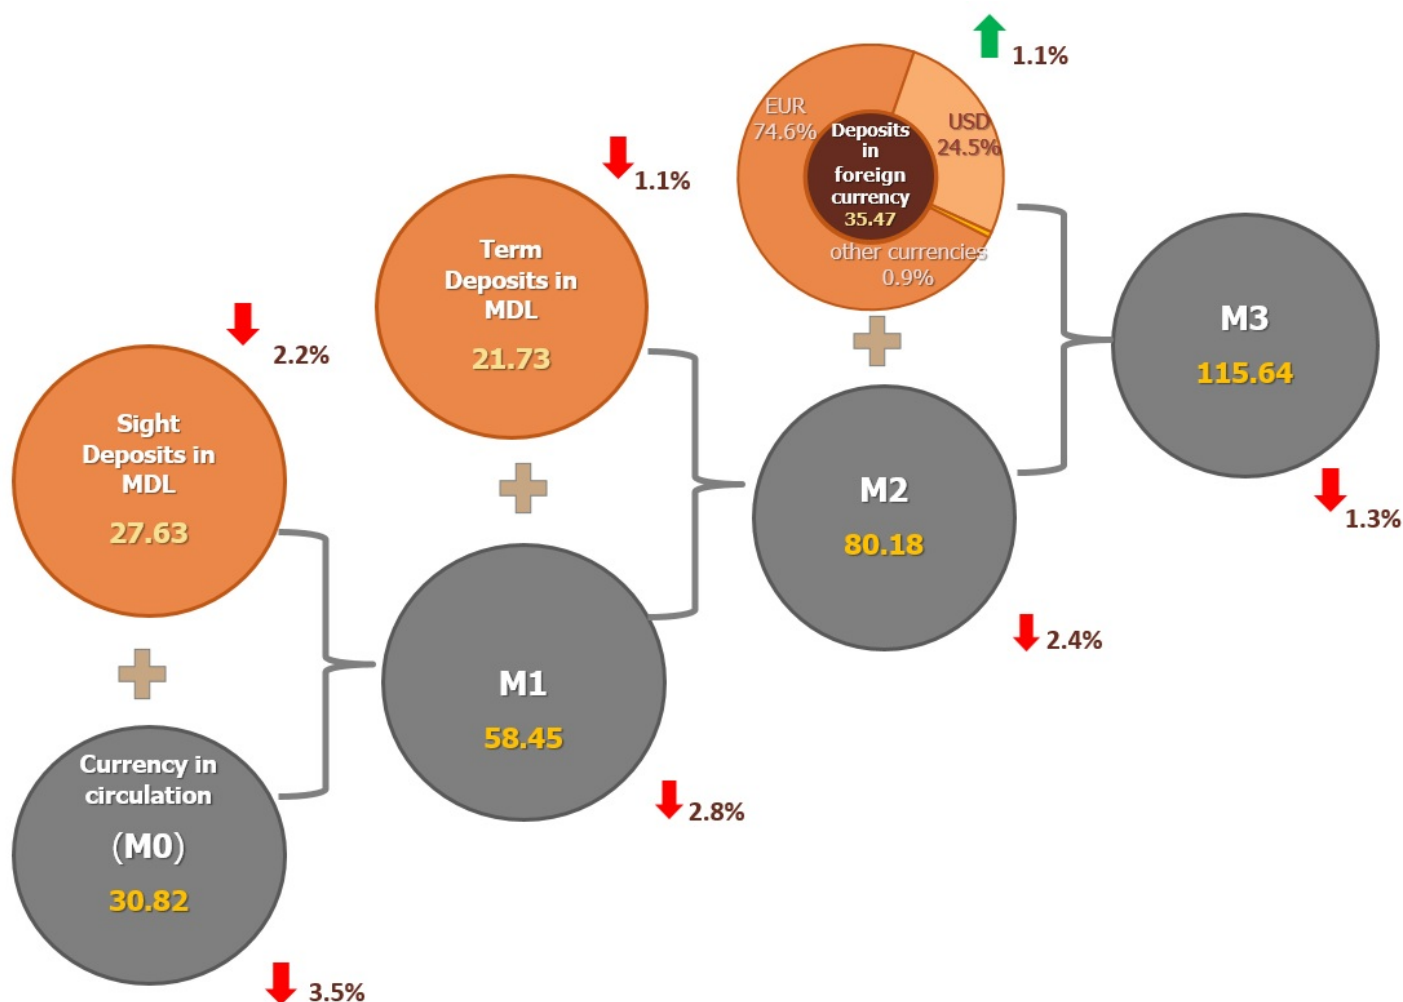 2.2%
Sight
Deposits in
MDL
27.63
Currency in
circulation
(M0)
30.82
3.5%
1.1%
Term
Deposits in
MDL
21.73
M1
58.45
2.8%
1.1%
EUR
74.6%
USD
24.5%
Deposits
in
foreign
currency
35.47
other currencies
0.9%
M2
80.18
2.4%
M3
115.64
1.3%